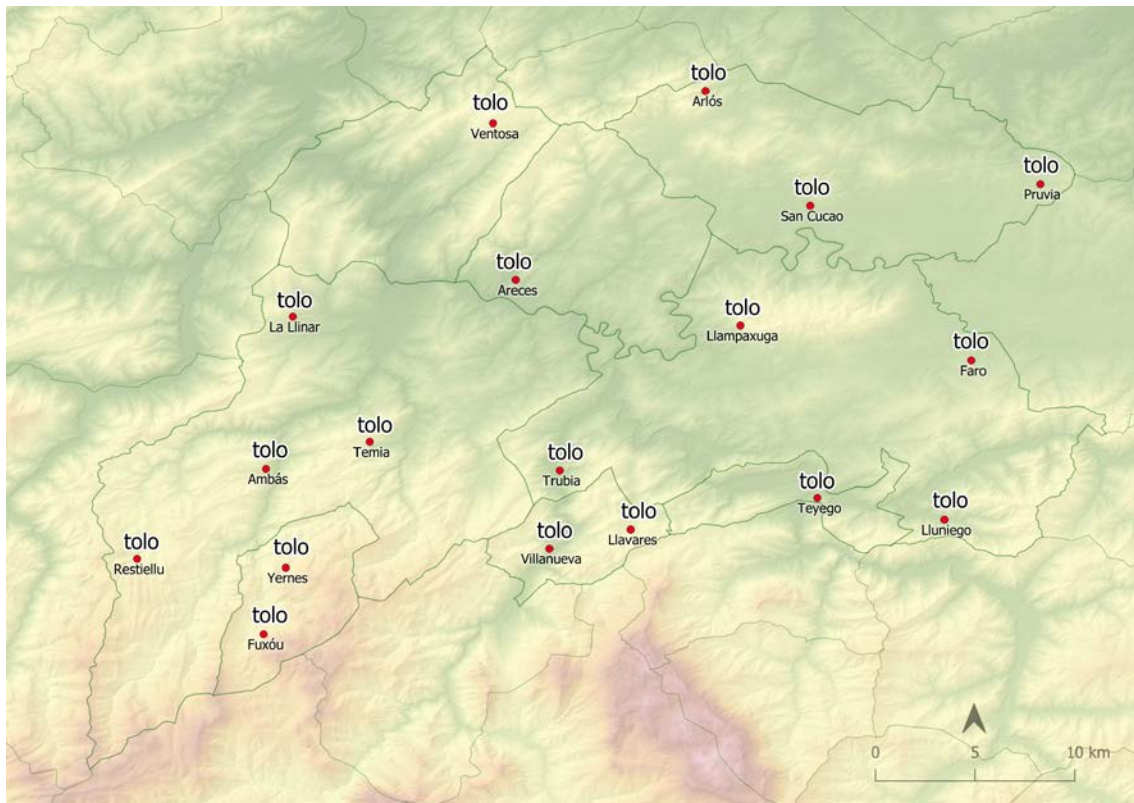 tolo
Arlós
tolo
Ventosa
tolo
Pruvia
tolo
San Cucao
tolo
Areces
tolo
La Llinar
tolo
Llampaxuga
tolo
Faro
tolo
Temia
tolo
Ambás
tolo
Trubia
tolo
Teyego
tolo
Lluniego
tolo
Llavares
tolo
Villanueva
tolo
Restiellu
tolo
Yernes
tolo
Fuxóu
0 5 10 km